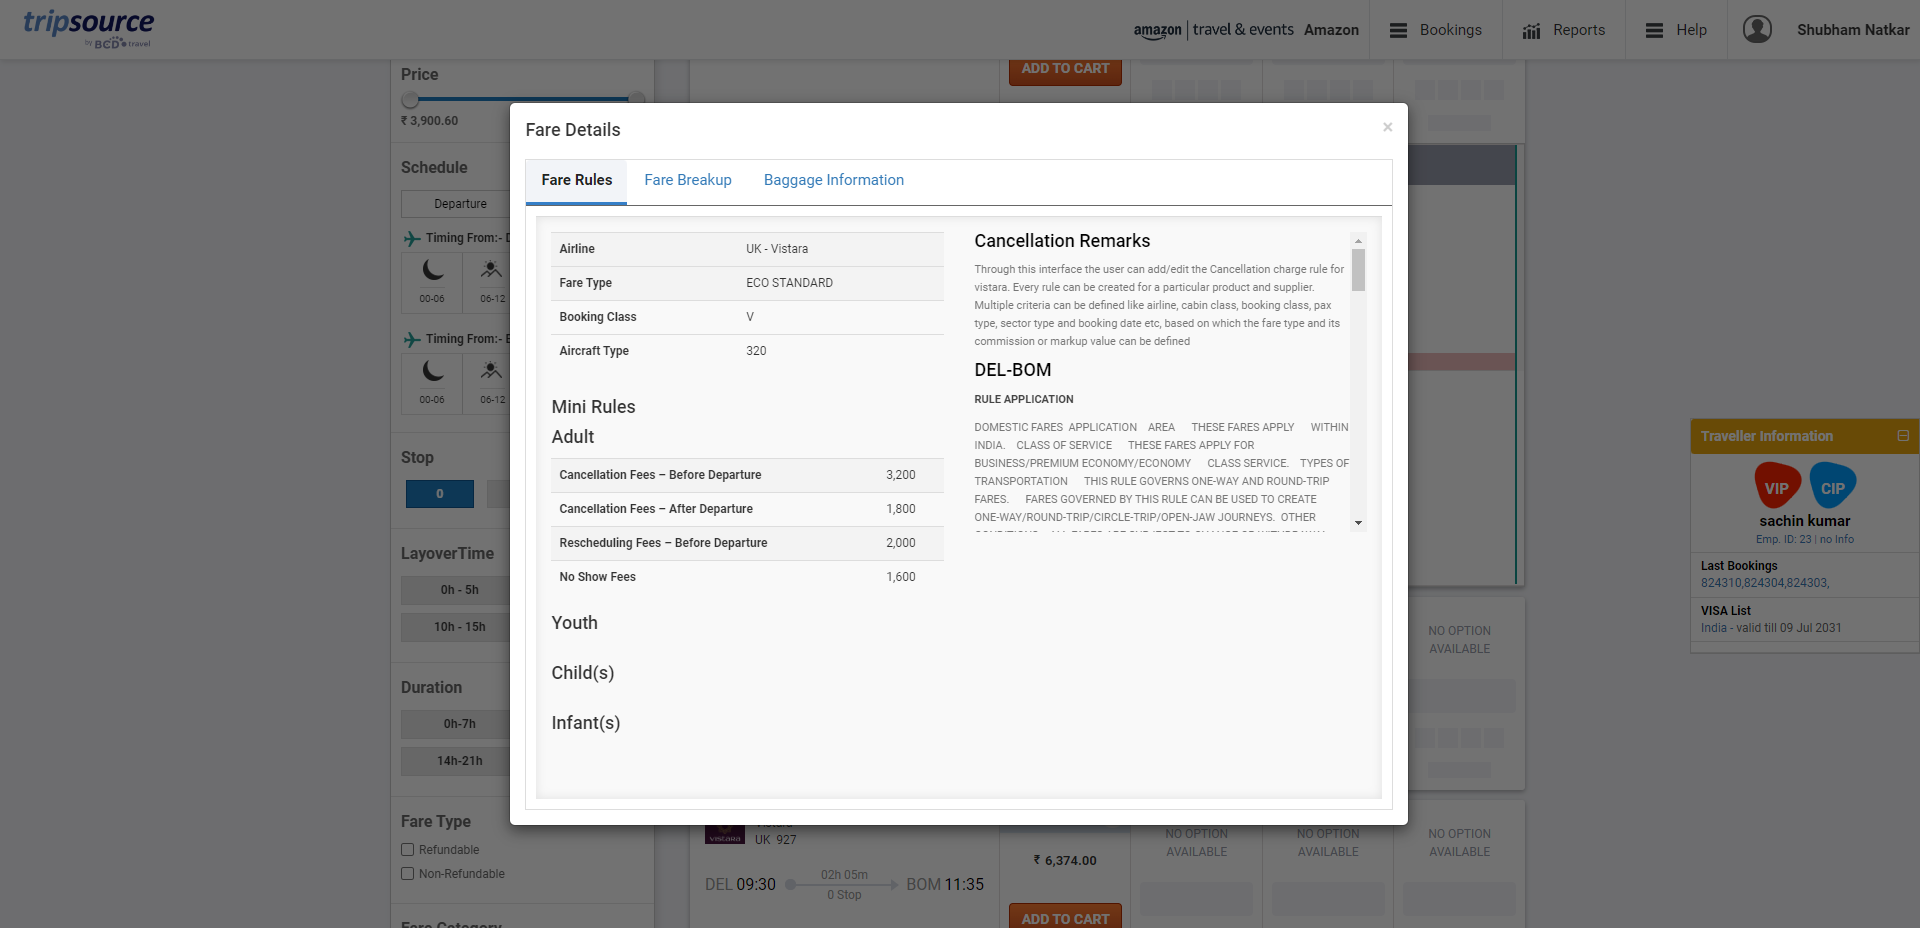 tripsource
by BCD travel
amazon | travel & events Amazon
Bookings
Reports
Help
Shubham Natkar
Price
₹ 3,900.60
Schedule
Departure
Timing From:-
00-06
06-12
Timing From:-
00-06
06-12
Stop
0
LayoverTime
0h - 5h
10h - 15h
Duration
0h-7h
14h-21h
Fare Type
Refundable
Non-Refundable
Fare Category
ADD TO CART
Fare Details
×
Fare Rules
Fare Breakup
Baggage Information
Airline UK - Vistara
Fare Type ECO STANDARD
Booking Class V
Aircraft Type 320
Mini Rules
Adult
Cancellation Fees – Before Departure 3,200
Cancellation Fees – After Departure 1,800
Rescheduling Fees – Before Departure 2,000
No Show Fees 1,600
Youth
Child(s)
Infant(s)
Cancellation Remarks
Through this interface the user can add/edit the Cancellation charge rule for
vistara. Every rule can be created for a particular product and supplier.
Multiple criteria can be defined like airline, cabin class, booking class, pax
type, sector type and booking date etc, based on which the fare type and its
commission or markup value can be defined
DEL-BOM
RULE APPLICATION
DOMESTIC FARES APPLICATION AREA THESE FARES APPLY WITHIN
INDIA. CLASS OF SERVICE THESE FARES APPLY FOR
BUSINESS/PREMIUM ECONOMY/ECONOMY CLASS SERVICE. TYPES OF
TRANSPORTATION THIS RULE GOVERNS ONE-WAY AND ROUND-TRIP
FARES. FARES GOVERNED BY THIS RULE CAN BE USED TO CREATE
ONE-WAY/ROUND-TRIP/CIRCLE-TRIP/OPEN-JAW JOURNEYS. OTHER
Traveller Information
VIP
CIP
sachin kumar
Emp. ID: 23 | no Info
Last Bookings
824310,824304,824303,
VISA List
India - valid till 09 Jul 2031
NO OPTION
AVAILABLE
VISTARA
UK 927
DEL 09:30
02h 05m
0 Stop
BOM 11:35
₹ 6,374.00
ADD TO CART
NO OPTION
AVAILABLE
NO OPTION
AVAILABLE
NO OPTION
AVAILABLE